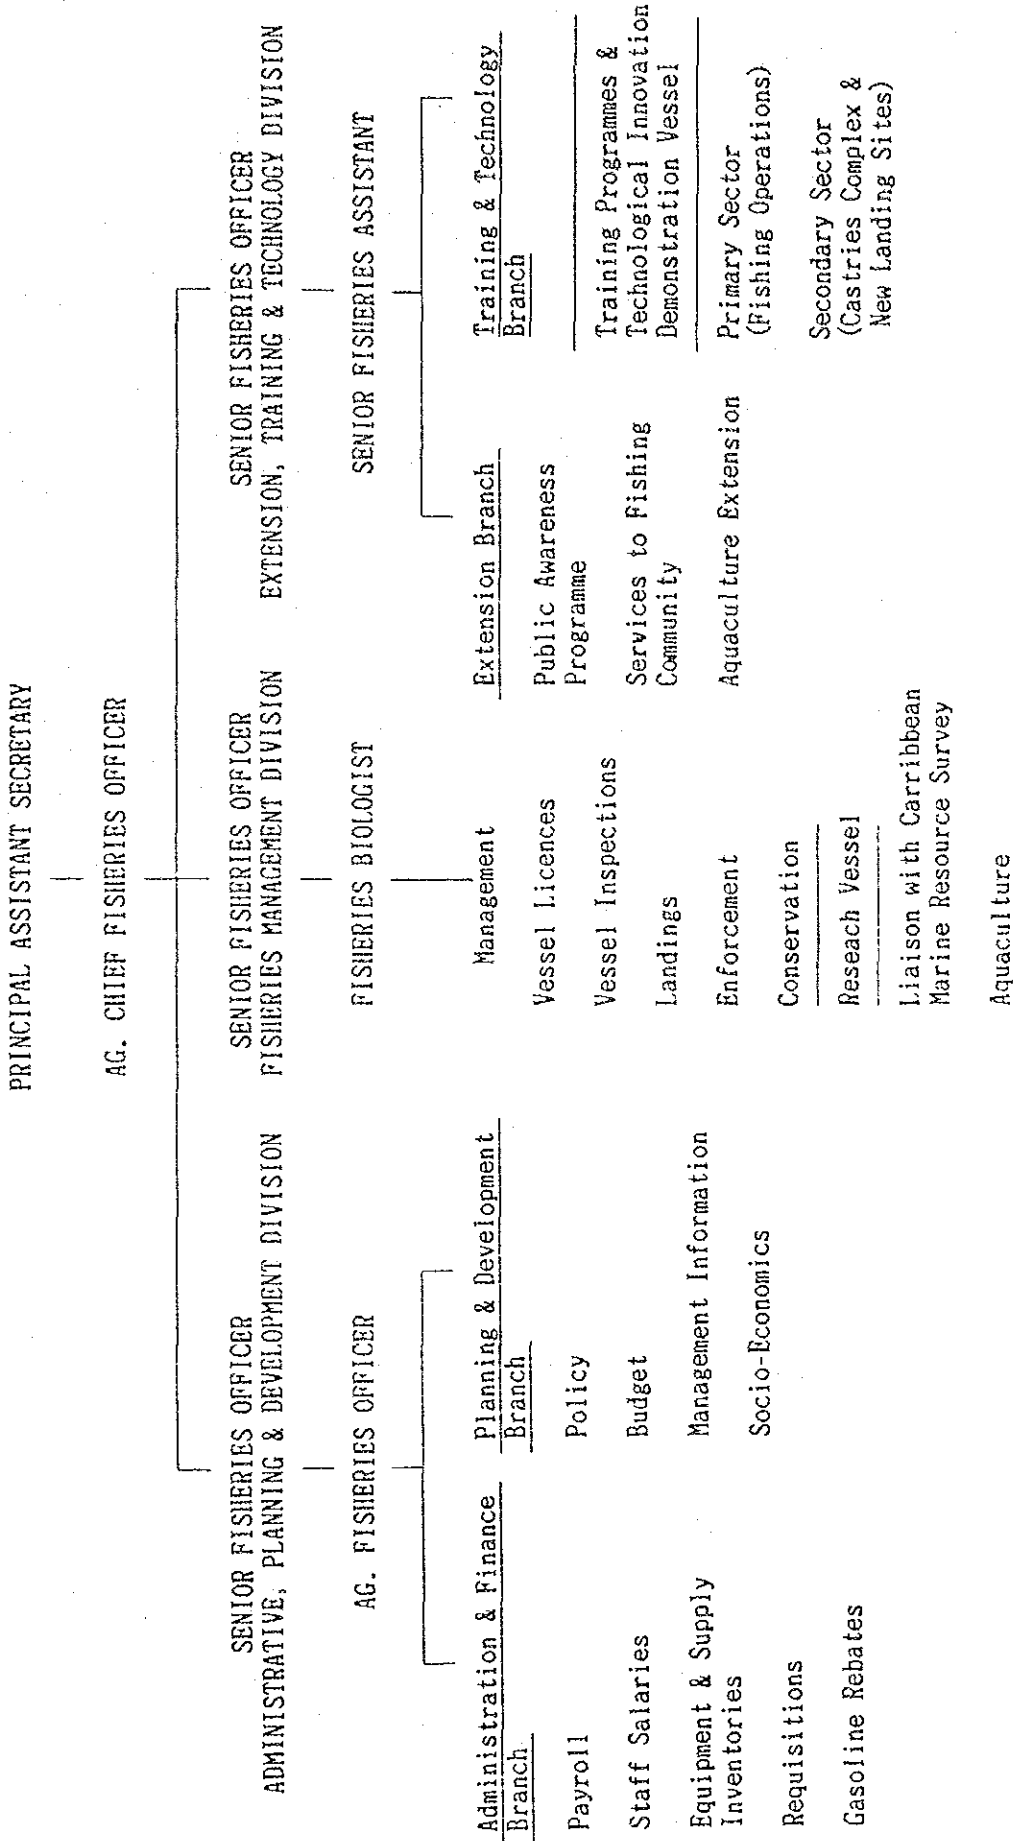 PRINCIPAL ASSISTANT SECRETARY
AG. CHIEF FISHERIES OFFICER
SENIOR FISHERIES OFFICER
ADMINISTRATIVE, PLANNING & DEVELOPMENT DIVISION
AG. FISHERIES OFFICER
Administration & Finance
Branch
Payroll
Staff Salaries
Equipment & Supply
Inventories
Requisitions
Gasoline Rebates
Planning & Development
Branch
Policy
Budget
Management Information
Socio-Economics
SENIOR FISHERIES OFFICER
FISHERIES MANAGEMENT DIVISION
FISHERIES BIOLOGIST
Management
Vessel Licences
Vessel Inspections
Landings
Enforcement
Conservation
Reseach Vessel
Liaison with Carribbean
Marine Resource Survey
Aquaculture
SENIOR FISHERIES OFFICER
EXTENSION, TRAINING & TECHNOLOGY DIVISION
SENIOR FISHERIES ASSISTANT
Extension Branch
Public Awareness
Programme
Services to Fishing
Community
Aquaculture Extension
Training & Technology
Branch
Training Programmes &
Technological Innovation
Demonstration Vessel
Primary Sector
(Fishing Operations)
Secondary Sector
(Castries Complex &
New Landing Sites)